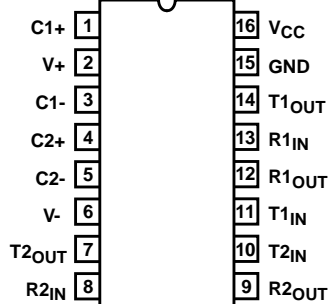 C1+ 1 16 VCC
V+ 2 15 GND
C1- 3 14 T1OUT
C2+ 4 13 R1IN
C2- 5 12 R1OUT
V- 6 11 T1IN
T2OUT 7 10 T2IN
R2IN 8 9 R2OUT